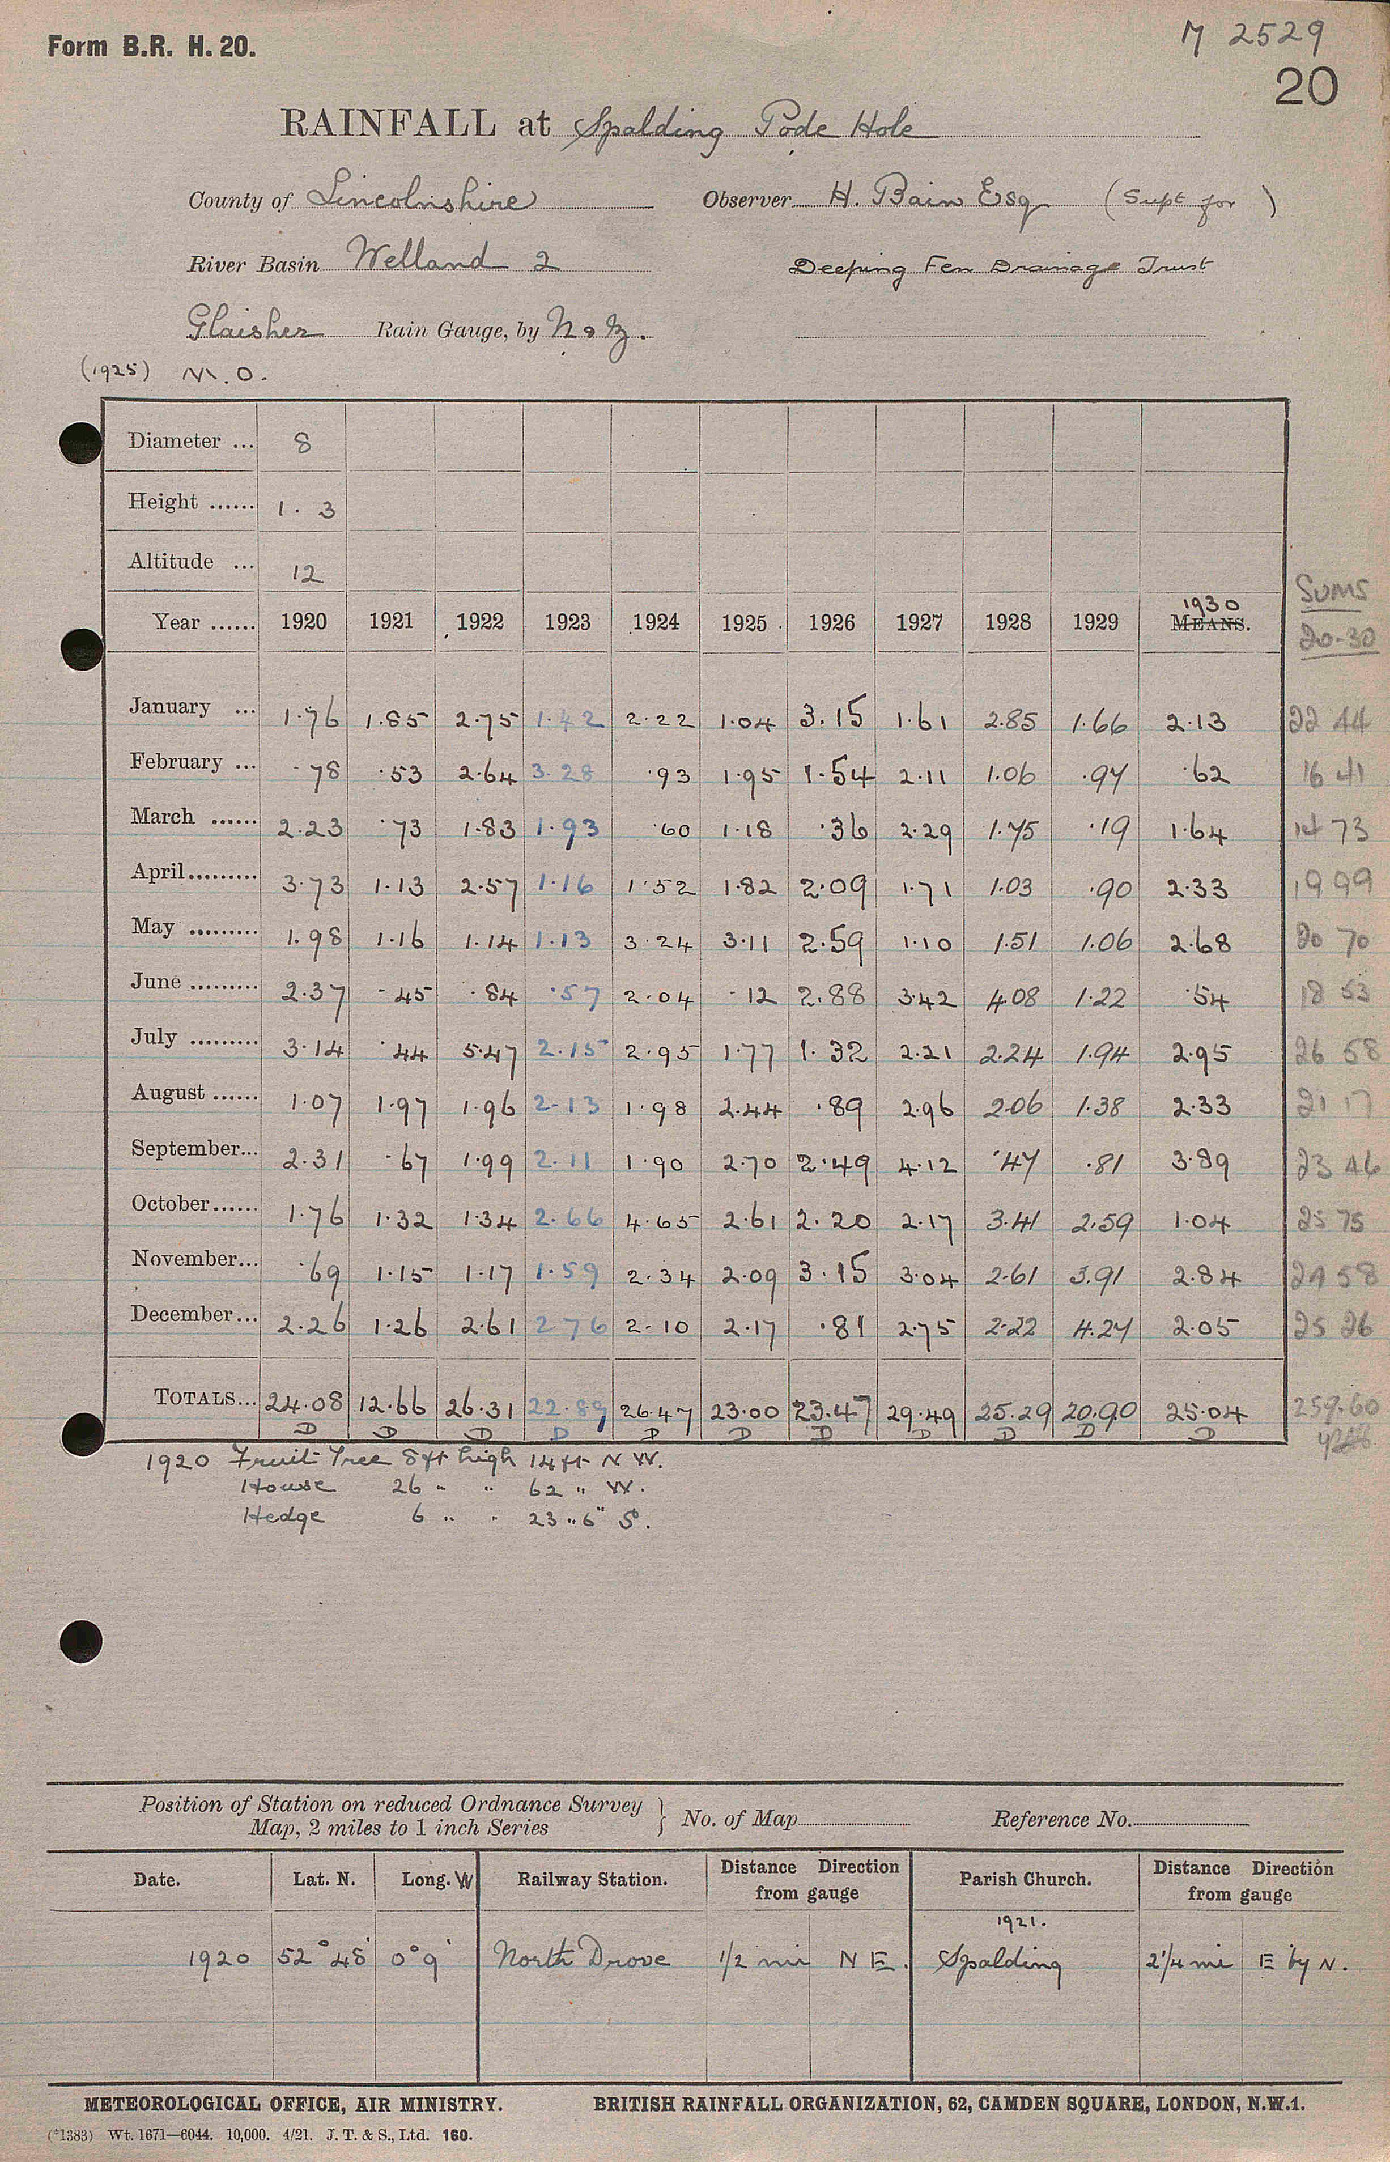 Form B.R. H. 20.
M 2529
20
RAINFALL at Spalding Pode Hole
County of Lincolnshire Observer H. Bain Esq (Supt for )
River Basin Welland 2 Deeping Fen Drainage Trust
Glaisher Rain Gauge, by N & Z.
(1925) M.O.
Diameter ... 8
Height ...... 1. 3
Altitude ... 12
Sums
20-30
Year ...... 1920 1921 1922 1923 1924 1925 1926 1927 1928 1929 1930 MEANS.
January ... 1.76 1.85 2.75 1.42 2.22 1.04 3.15 1.61 2.85 1.66 2.13 22 44
February ... .78 .53 2.64 3.28 .93 1.95 1.54 2.11 1.06 .97 .62 16 41
March ...... 2.23 .73 1.83 1.93 .60 1.18 .36 2.29 1.75 .19 1.64 14 73
April......... 3.73 1.13 2.57 1.16 1.52 1.82 2.09 1.71 1.03 .90 2.33 19 99
May ......... 1.98 1.16 1.14 1.13 3.24 3.11 2.59 1.10 1.51 1.06 2.68 20 70
June ......... 2.37 .45 .84 .57 2.04 .12 2.88 3.42 4.08 1.22 .54 18 53
July ......... 3.14 .44 5.47 2.15 2.95 1.77 1.32 2.21 2.24 1.94 2.95 26 58
August ...... 1.07 1.97 1.96 2.13 1.98 2.44 .89 2.96 2.06 1.38 2.33 21 17
September... 2.31 .67 1.99 2.11 1.90 2.70 2.49 4.12 .47 .81 3.89 23 46
October...... 1.76 1.32 1.34 2.66 4.65 2.61 2.20 2.17 3.41 2.59 1.04 25 75
November... .69 1.15 1.17 1.59 2.34 2.09 3.15 3.04 2.61 3.91 2.84 24 58
December... 2.26 1.26 2.61 2.76 2.10 2.17 .81 2.75 2.22 4.27 2.05 25 26
TOTALS... 24.08 12.66 26.31 22.89 26.47 23.00 23.47 29.49 25.29 20.90 25.04 259.60
D D D D D D D D D D D
1920 Fruit Tree 8 ft high 14 ft N W.
House 26 " " 62 " W.
Hedge 6 " " 23 " 6" S.
Position of Station on reduced Ordnance Survey
Map, 2 miles to 1 inch Series } No. of Map Reference No.
Date. Lat. N. Long. W Railway Station. Distance Direction from gauge Parish Church. Distance Direction from gauge
1921.
1920 52° 48' 0° 9' North Drove 1/2 mi N E. Spalding 2 1/4 mi E by N.
METEOROLOGICAL OFFICE, AIR MINISTRY. BRITISH RAINFALL ORGANIZATION, 62, CAMDEN SQUARE, LONDON, N.W.1.
(*1383) Wt. 1671—6044. 10,000. 4/21. J. T. & S., Ltd. 160.